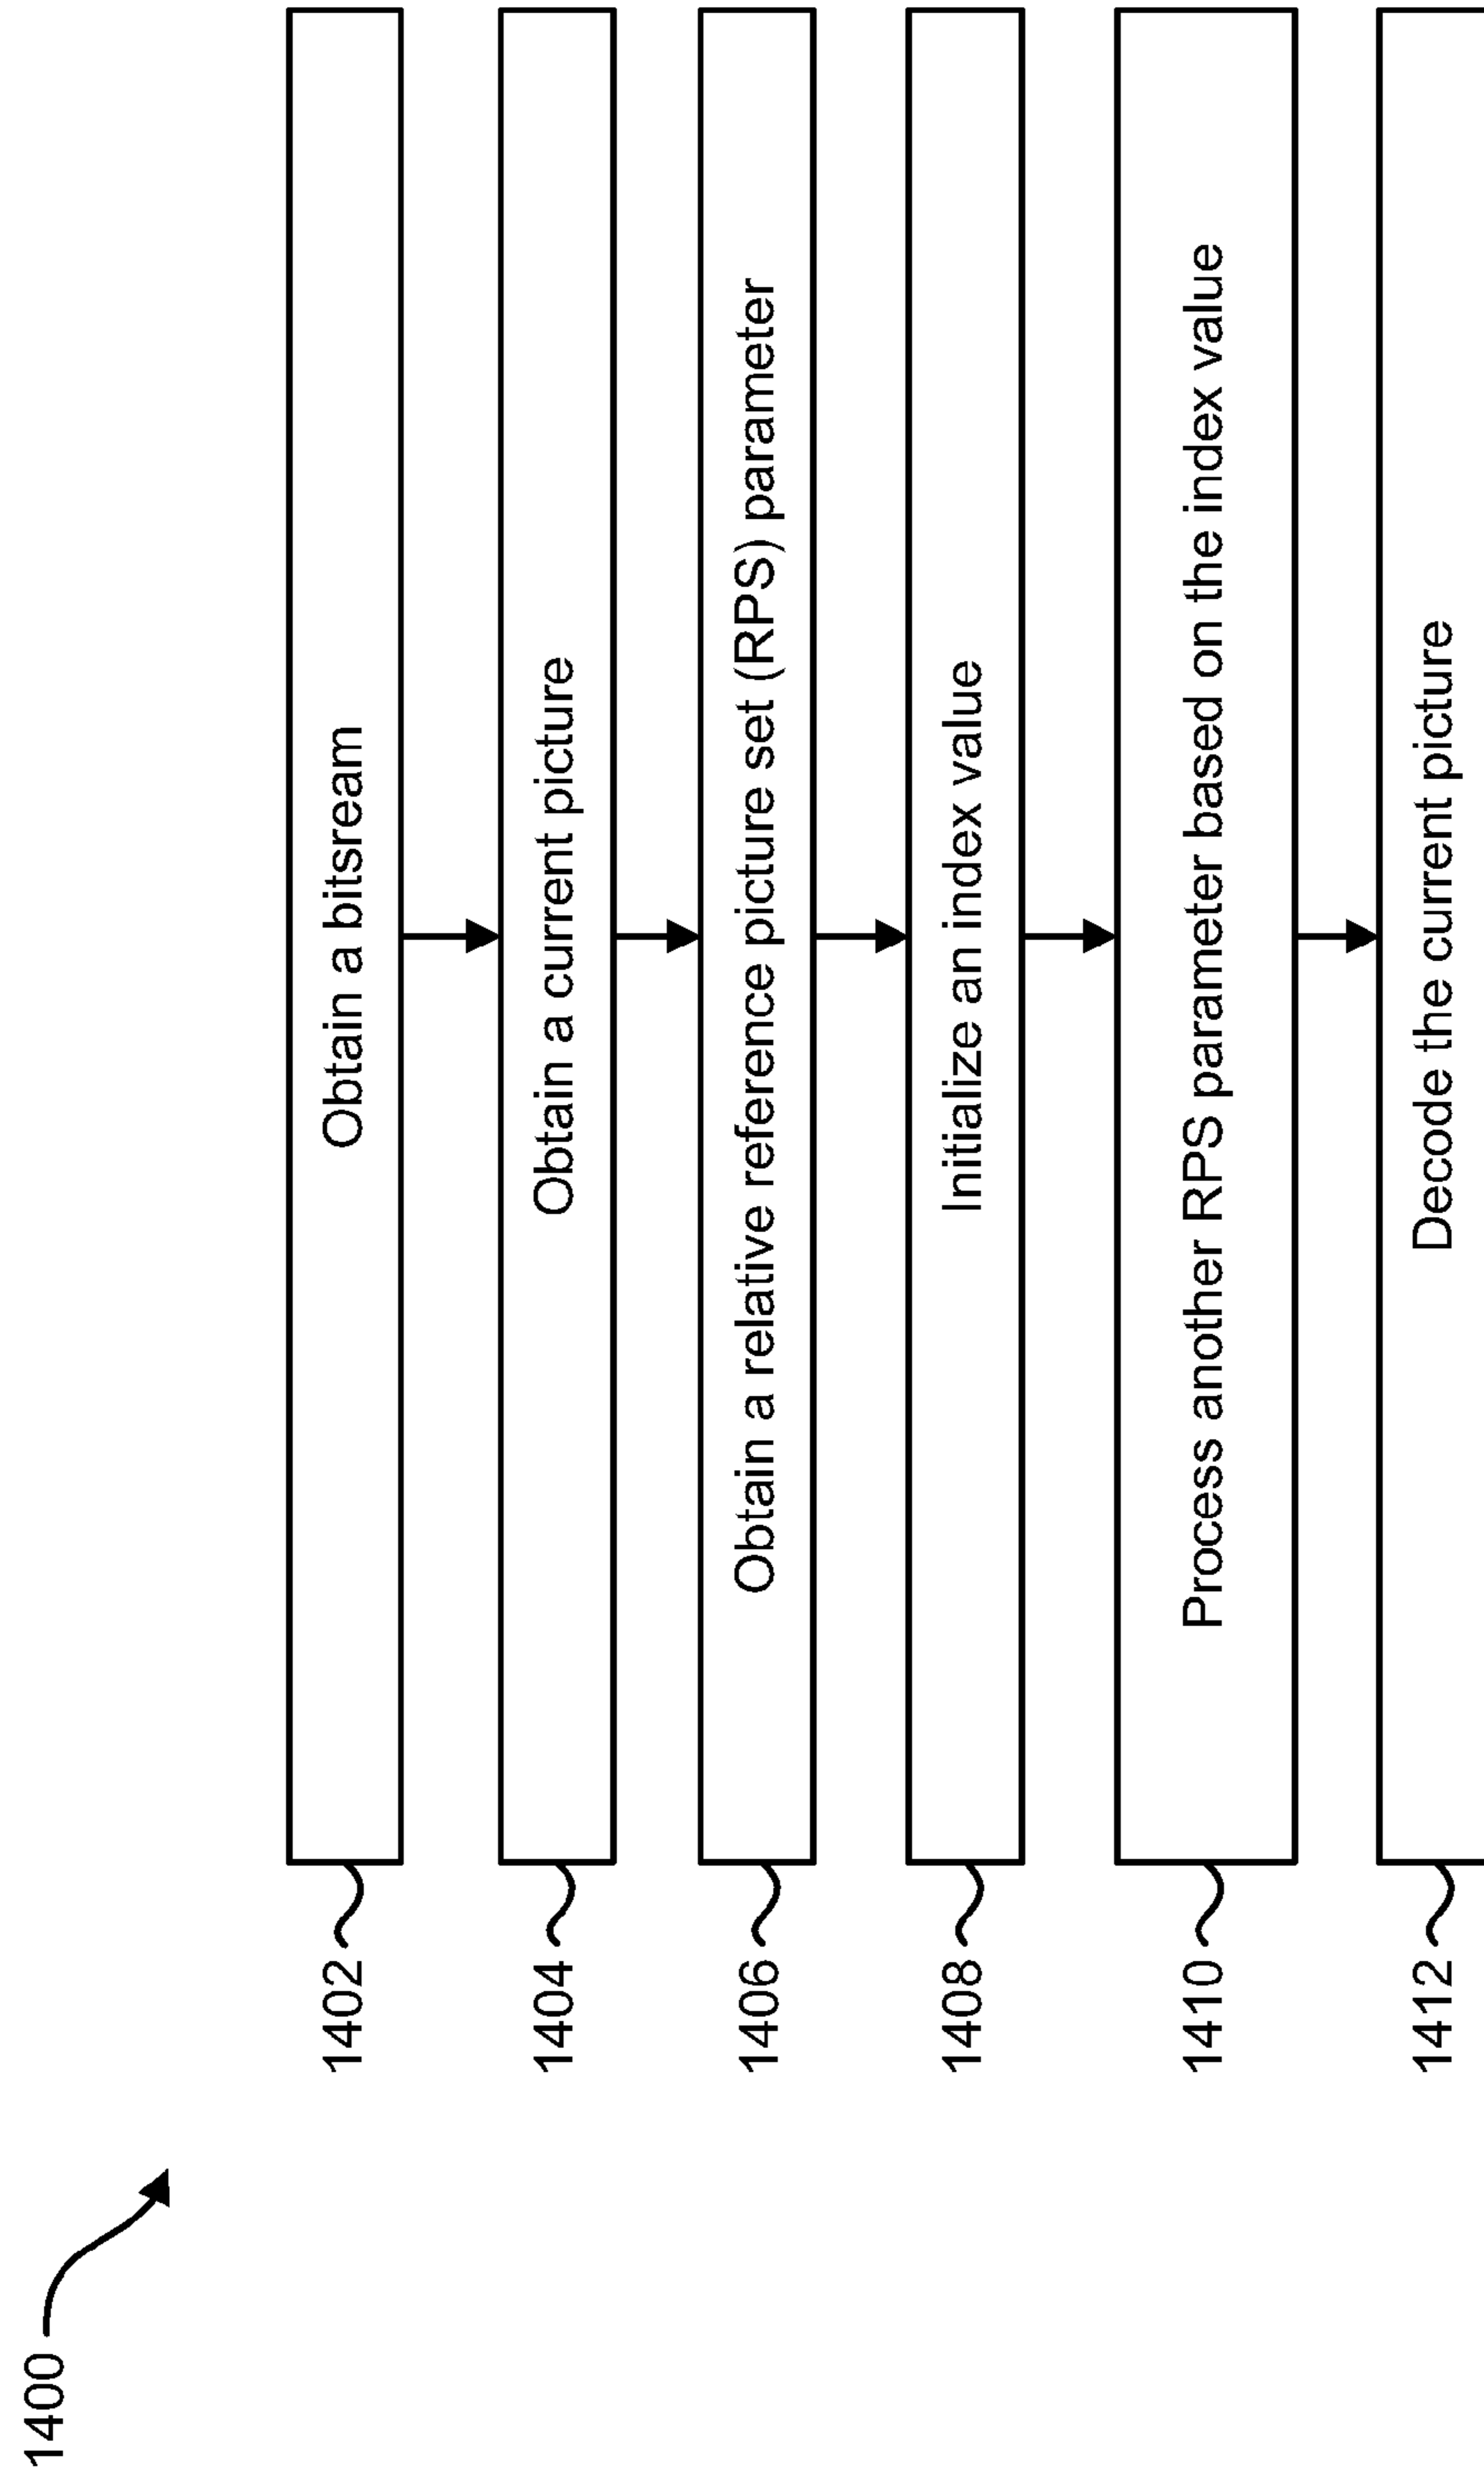 1400
1402
Obtain a bitsream
1404
Obtain a current picture
1406
Obtain a relative reference picture set (RPS) parameter
1408
Initialize an index value
1410
Process another RPS parameter based on the index value
1412
Decode the current picture